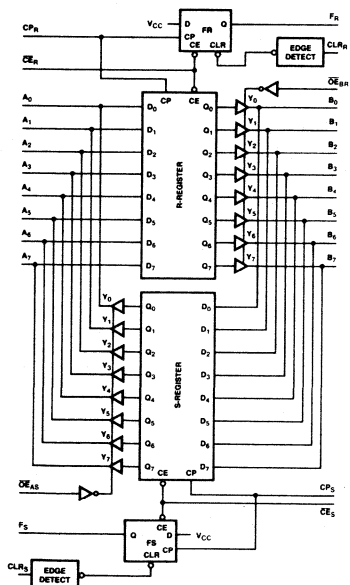 V_CC D FR Q F_R
CP_R CP
CE CLR CLR_R
C̅E̅_R EDGE
DETECT
CP CE O̅E̅_BR
A_0 D_0 Q_0 Y_0 B_0
A_1 D_1 Q_1 Y_1 B_1
A_2 D_2 Q_2 Y_2 B_2
A_3 D_3 Q_3 Y_3 B_3
A_4 D_4 Q_4 Y_4 B_4
A_5 D_5 Q_5 Y_5 B_5
A_6 D_6 Q_6 Y_6 B_6
A_7 D_7 Q_7 Y_7 B_7
R-REGISTER
Y_0 Q_0 D_0
Y_1 Q_1 D_1
Y_2 Q_2 D_2
Y_3 Q_3 D_3
Y_4 Q_4 D_4
Y_5 Q_5 D_5
Y_6 Q_6 D_6
Y_7 Q_7 D_7
S-REGISTER
CE CP
O̅E̅_AS CP_S
C̅E̅_S
F_S CE
Q D V_CC
FS CP
CLR
CLR_S EDGE
DETECT